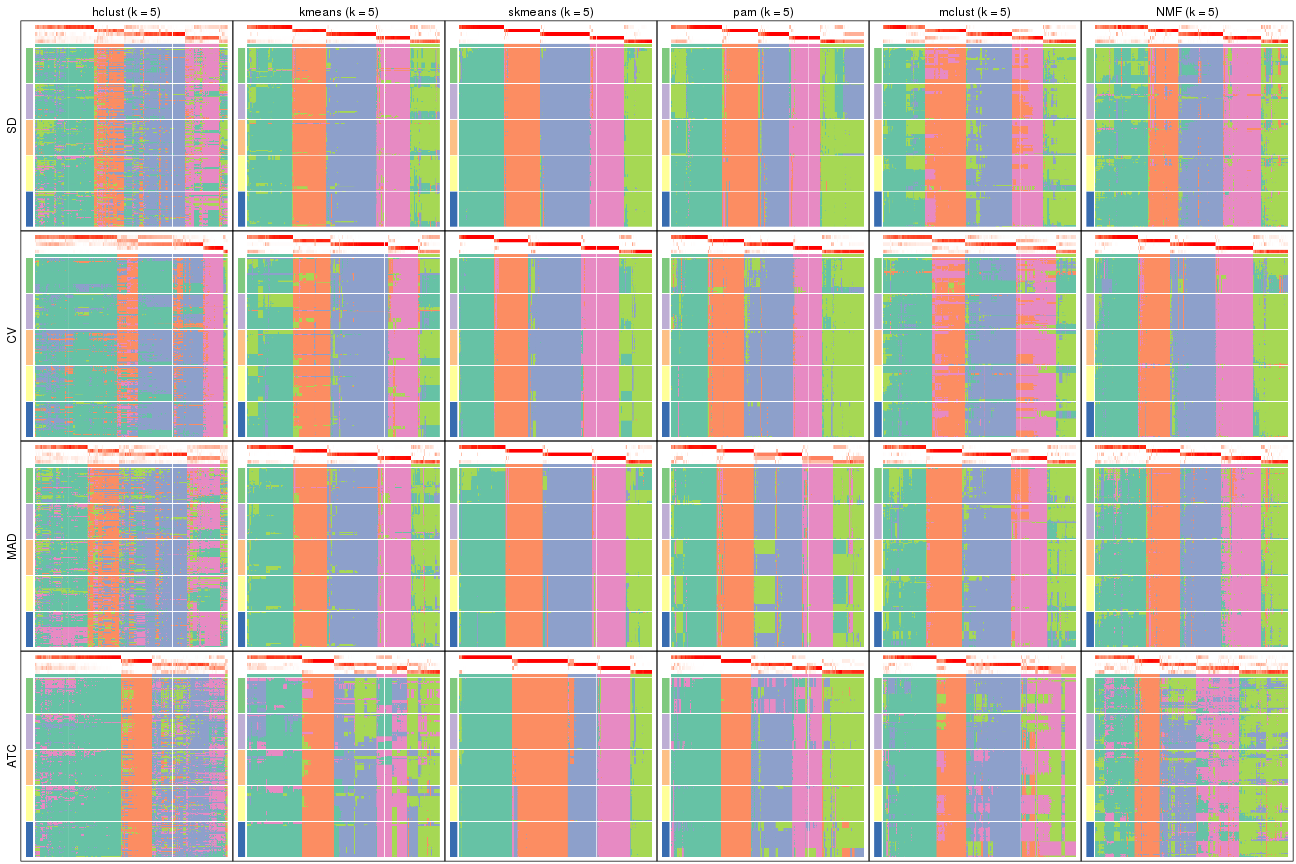 hclust (k = 5) kmeans (k = 5) skmeans (k = 5) pam (k = 5) mclust (k = 5) NMF (k = 5)
SD
CV
MAD
ATC